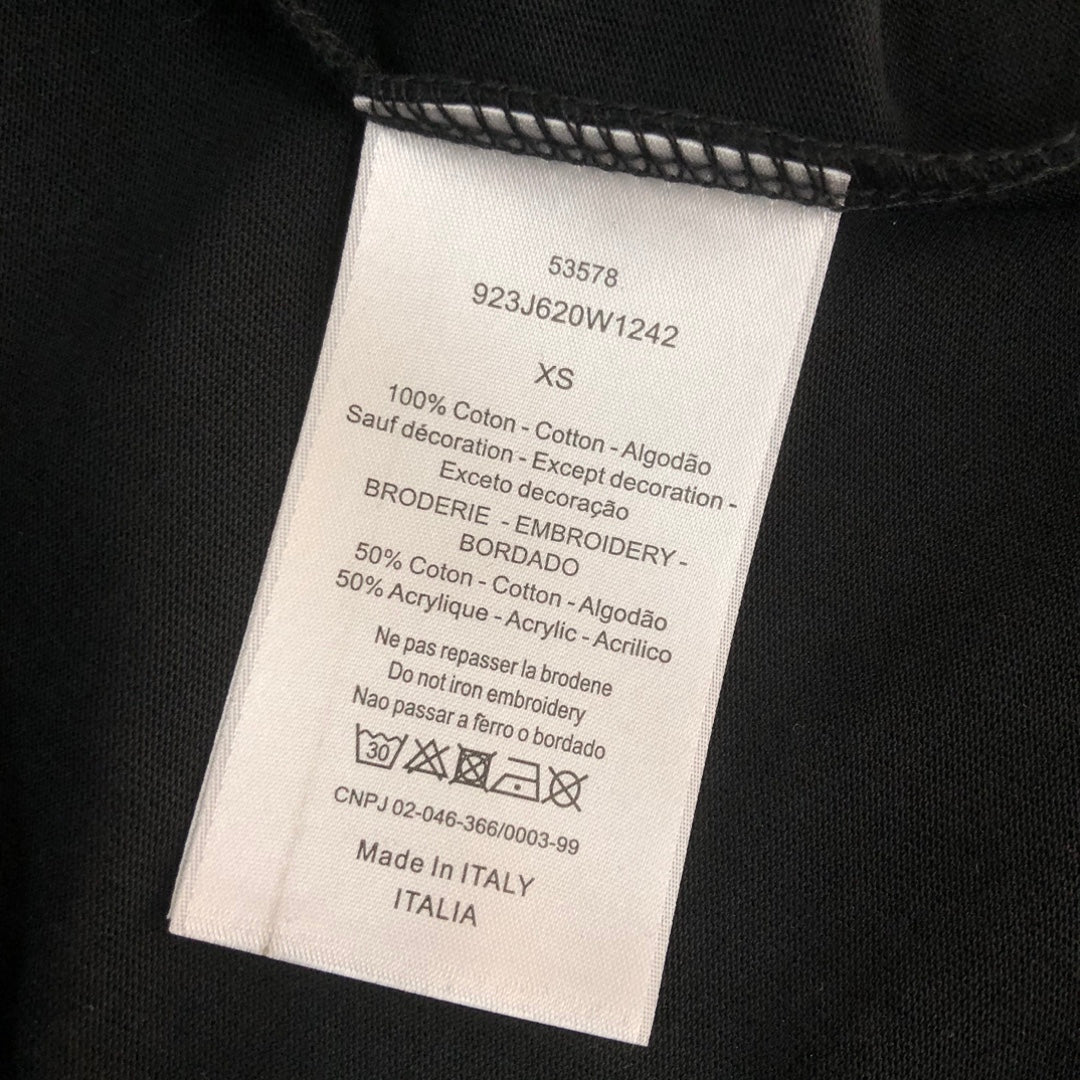 53578
923J620W1242
XS
100% Coton - Cotton - Algodão
Sauf décoration - Except decoration -
Exceto decoração
BRODERIE - EMBROIDERY -
BORDADO
50% Coton - Cotton - Algodão
50% Acrylique - Acrylic - Acrilico
Ne pas repasser la brodene
Do not iron embroidery
Nao passar a ferro o bordado
30
CNPJ 02-046-366/0003-99
Made In ITALY
ITALIA